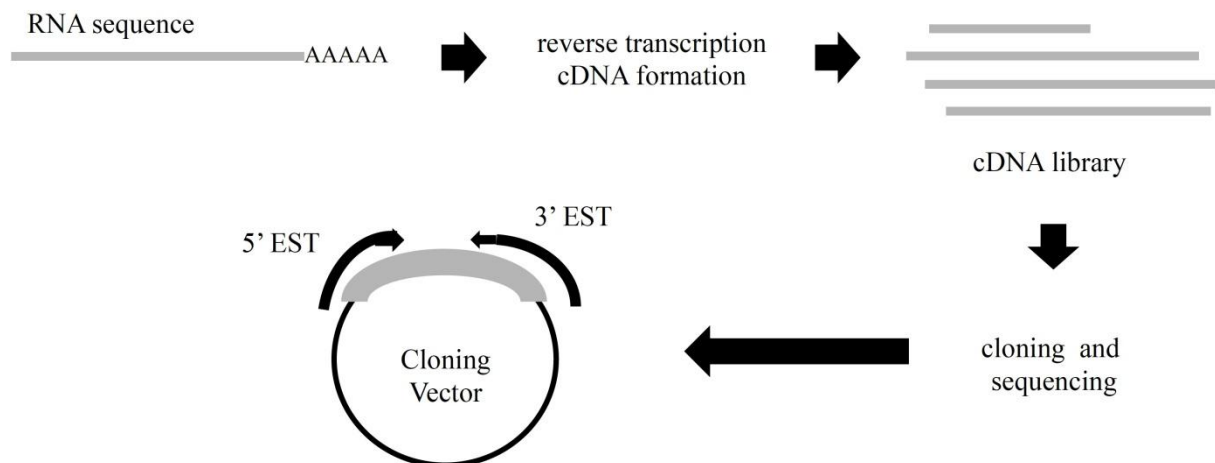 RNA sequence
AAAAA
reverse transcription
cDNA formation
cDNA library
cloning and
sequencing
5’ EST
3’ EST
Cloning
Vector